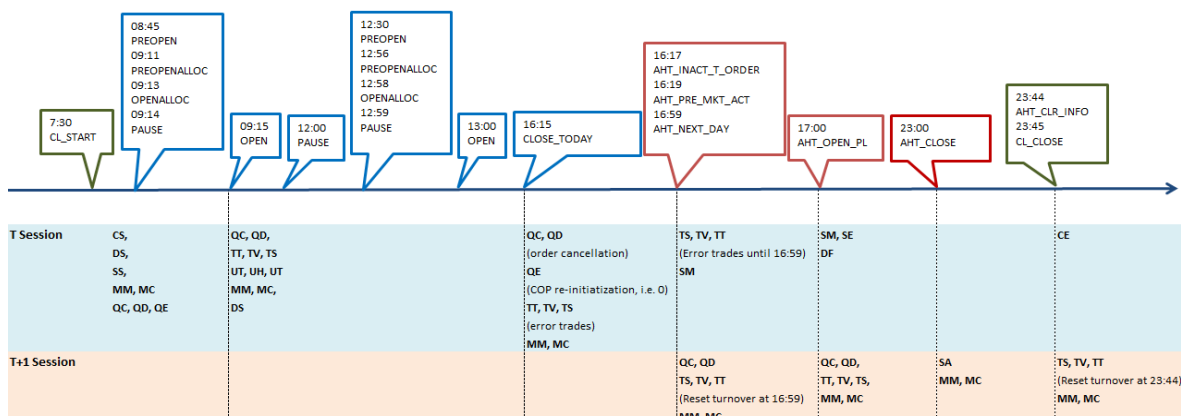 08:45
PREOPEN
09:11
PREOPENALLOC
09:13
OPENALLOC
09:14
PAUSE
12:30
PREOPEN
12:56
PREOPENALLOC
12:58
OPENALLOC
12:59
PAUSE
16:17
AHT_INACT_T_ORDER
16:19
AHT_PRE_MKT_ACT
16:59
AHT_NEXT_DAY
23:44
AHT_CLR_INFO
23:45
CL_CLOSE
7:30
CL_START
09:15
OPEN
12:00
PAUSE
13:00
OPEN
16:15
CLOSE_TODAY
17:00
AHT_OPEN_PL
23:00
AHT_CLOSE
T Session
CS,
DS,
SS,
MM, MC
QC, QD, QE
QC, QD,
TT, TV, TS
UT, UH, UT
MM, MC,
DS
QC, QD
(order cancellation)
QE
(COP re-initiatization, i.e. 0)
TT, TV, TS
(error trades)
MM, MC
TS, TV, TT
(Error trades until 16:59)
SM
SM, SE
DF
CE
T+1 Session
QC, QD
TS, TV, TT
(Reset turnover at 16:59)
MM, MC
QC, QD,
TT, TV, TS,
MM, MC
SA
MM, MC
TS, TV, TT
(Reset turnover at 23:44)
MM, MC